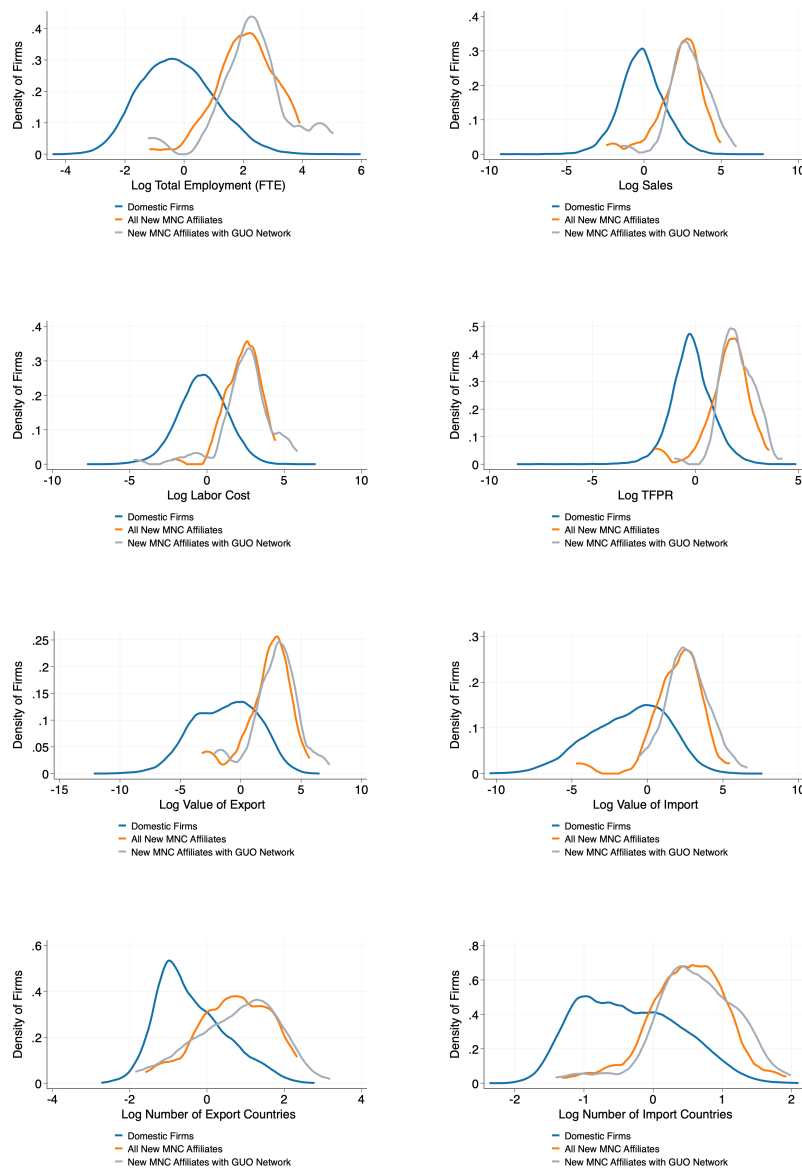 Density of Firms
.4
.3
.2
.1
0
-4 -2 0 2 4 6
Log Total Employment (FTE)
Domestic Firms
All New MNC Affiliates
New MNC Affiliates with GUO Network
Density of Firms
.4
.3
.2
.1
0
-10 -5 0 5 10
Log Sales
Domestic Firms
All New MNC Affiliates
New MNC Affiliates with GUO Network
Density of Firms
.4
.3
.2
.1
0
-10 -5 0 5 10
Log Labor Cost
Domestic Firms
All New MNC Affiliates
New MNC Affiliates with GUO Network
Density of Firms
.5
.4
.3
.2
.1
0
-10 -5 0 5
Log TFPR
Domestic Firms
All New MNC Affiliates
New MNC Affiliates with GUO Network
Density of Firms
.25
.2
.15
.1
.05
0
-15 -10 -5 0 5 10
Log Value of Export
Domestic Firms
All New MNC Affiliates
New MNC Affiliates with GUO Network
Density of Firms
.3
.2
.1
0
-10 -5 0 5 10
Log Value of Import
Domestic Firms
All New MNC Affiliates
New MNC Affiliates with GUO Network
Density of Firms
.6
.4
.2
0
-4 -2 0 2 4
Log Number of Export Countries
Domestic Firms
All New MNC Affiliates
New MNC Affiliates with GUO Network
Density of Firms
.8
.6
.4
.2
0
-2 -1 0 1 2
Log Number of Import Countries
Domestic Firms
All New MNC Affiliates
New MNC Affiliates with GUO Network